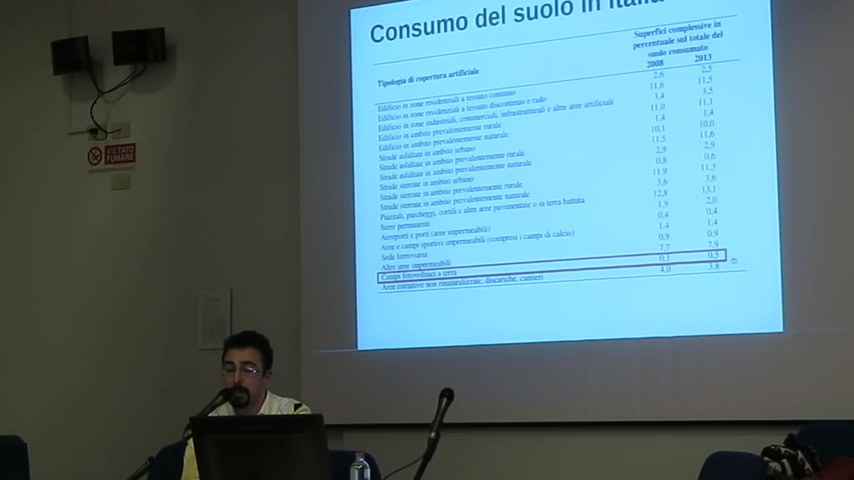 Consumo del suolo in Italia
Superfici complessive in
percentuale sul totale del
suolo consumato
Tipologia di copertura artificiale 2008 2013
Edificio in zone residenziali a tessuto continuo 2,6 2,5
Edificio in zone residenziali a tessuto discontinuo e rado 11,6 11,5
Edificio in zone industriali, commerciali, infrastrutturali e altre aree artificiali 3,4 3,5
Edificio in ambito prevalentemente rurale 11,0 11,1
Edificio in ambito prevalentemente naturale 1,4 1,4
Strade asfaltate in ambito urbano 10,1 10,0
Strade asfaltate in ambito prevalentemente rurale 11,5 11,6
Strade asfaltate in ambito prevalentemente naturale 2,9 2,9
Strade sterrate in ambito urbano 0,8 0,6
Strade sterrate in ambito prevalentemente rurale 11,9 11,3
Strade sterrate in ambito prevalentemente naturale 3,6 3,6
Piazzali, parcheggi, cortili e altre aree pavimentate o in terra battuta 12,8 13,1
Serre permanenti 1,9 2,0
Aeroporti e porti (aree impermeabili) 0,4 0,4
Aree e campi sportivi impermeabili (compresi i campi di calcio) 1,4 1,4
Sede ferroviaria 0,9 0,9
Altre aree impermeabili 7,7 7,9
Campi fotovoltaici a terra 0,1 0,5
Aree estrattive non rinaturalizzate, discariche, cantieri 4,0 3,8
VIETATO
FUMARE